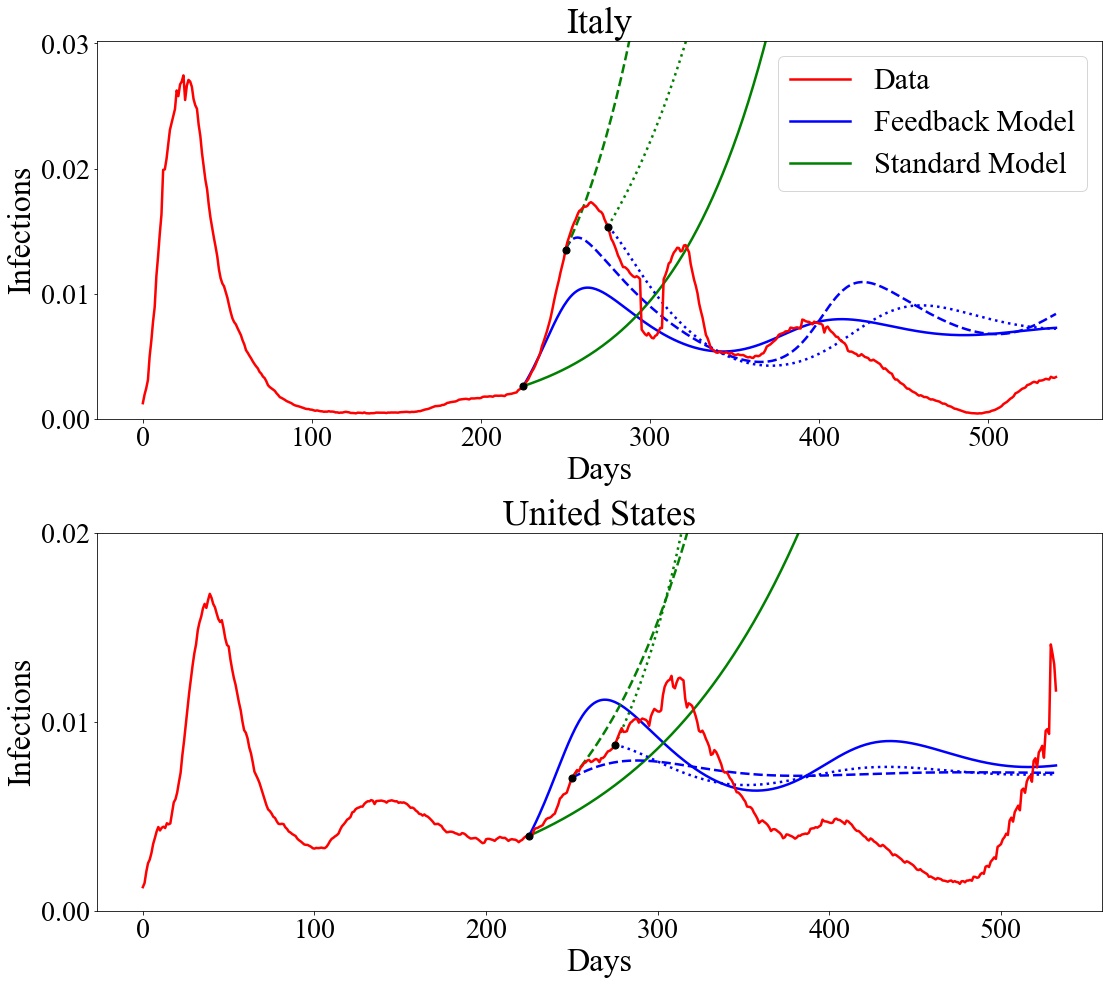 Italy
0.03
Data
Feedback Model
Standard Model
0.02
Infections
0.01
0.00
0 100 200 300 400 500
Days
United States
0.02
Infections
0.01
0.00
0 100 200 300 400 500
Days